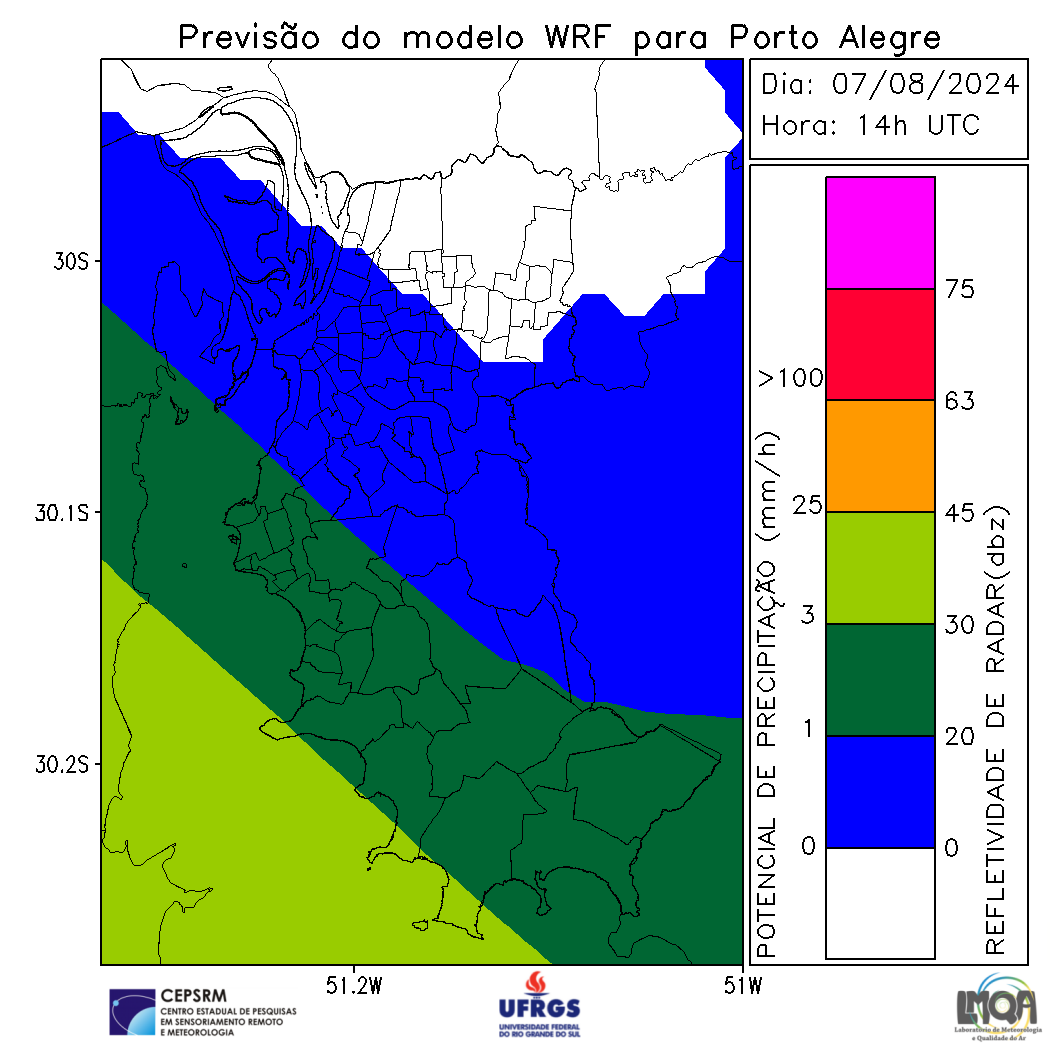 Previsão do modelo WRF para Porto Alegre
Dia: 07/08/2024
Hora: 14h UTC
30S
30.1S
30.2S
51.2W
51W
POTENCIAL DE PRECIPITAÇÃO (mm/h)
>100
25
3
1
0
75
63
45
30
20
0
REFLETIVIDADE DE RADAR(dbz)
CEPSRM
CENTRO ESTADUAL DE PESQUISAS
EM SENSORIAMENTO REMOTO
E METEOROLOGIA
UFRGS
UNIVERSIDADE FEDERAL
DO RIO GRANDE DO SUL
LMQA
Laboratório de Meteorologia
e Qualidade do Ar